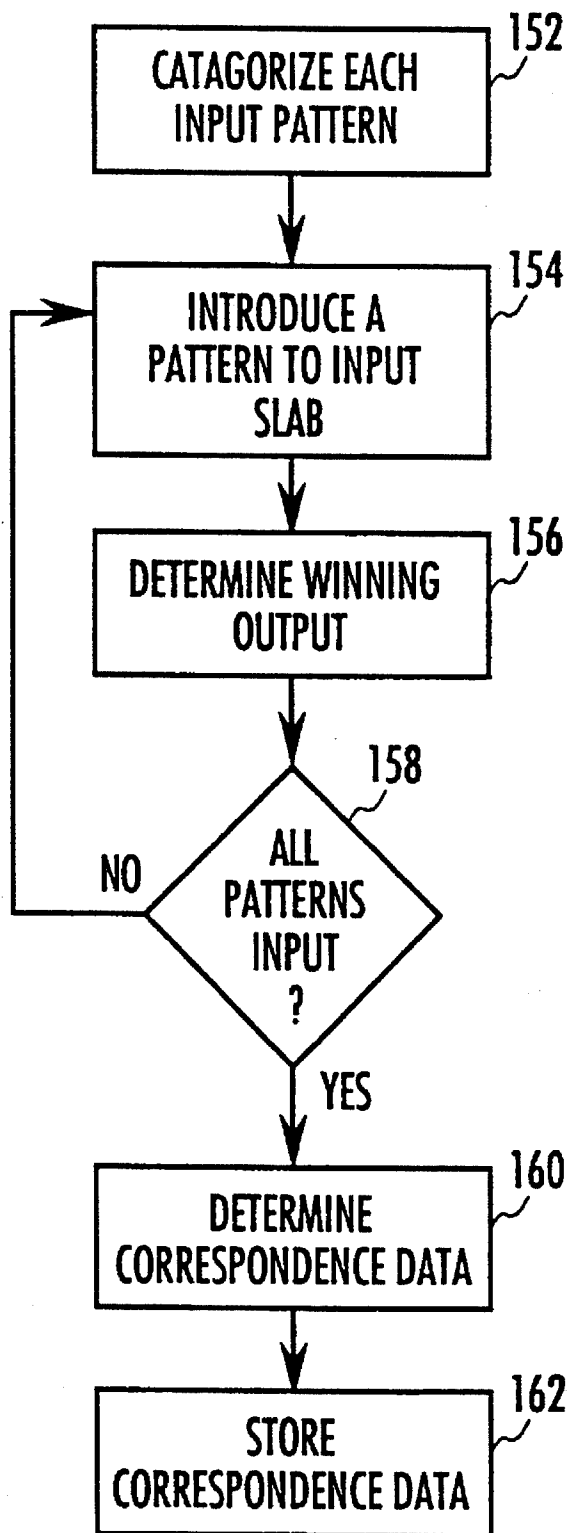 152
CATAGORIZE EACH
INPUT PATTERN
154
INTRODUCE A
PATTERN TO INPUT
SLAB
156
DETERMINE WINNING
OUTPUT
158
ALL
PATTERNS
INPUT
?
NO
YES
160
DETERMINE
CORRESPONDENCE DATA
162
STORE
CORRESPONDENCE DATA